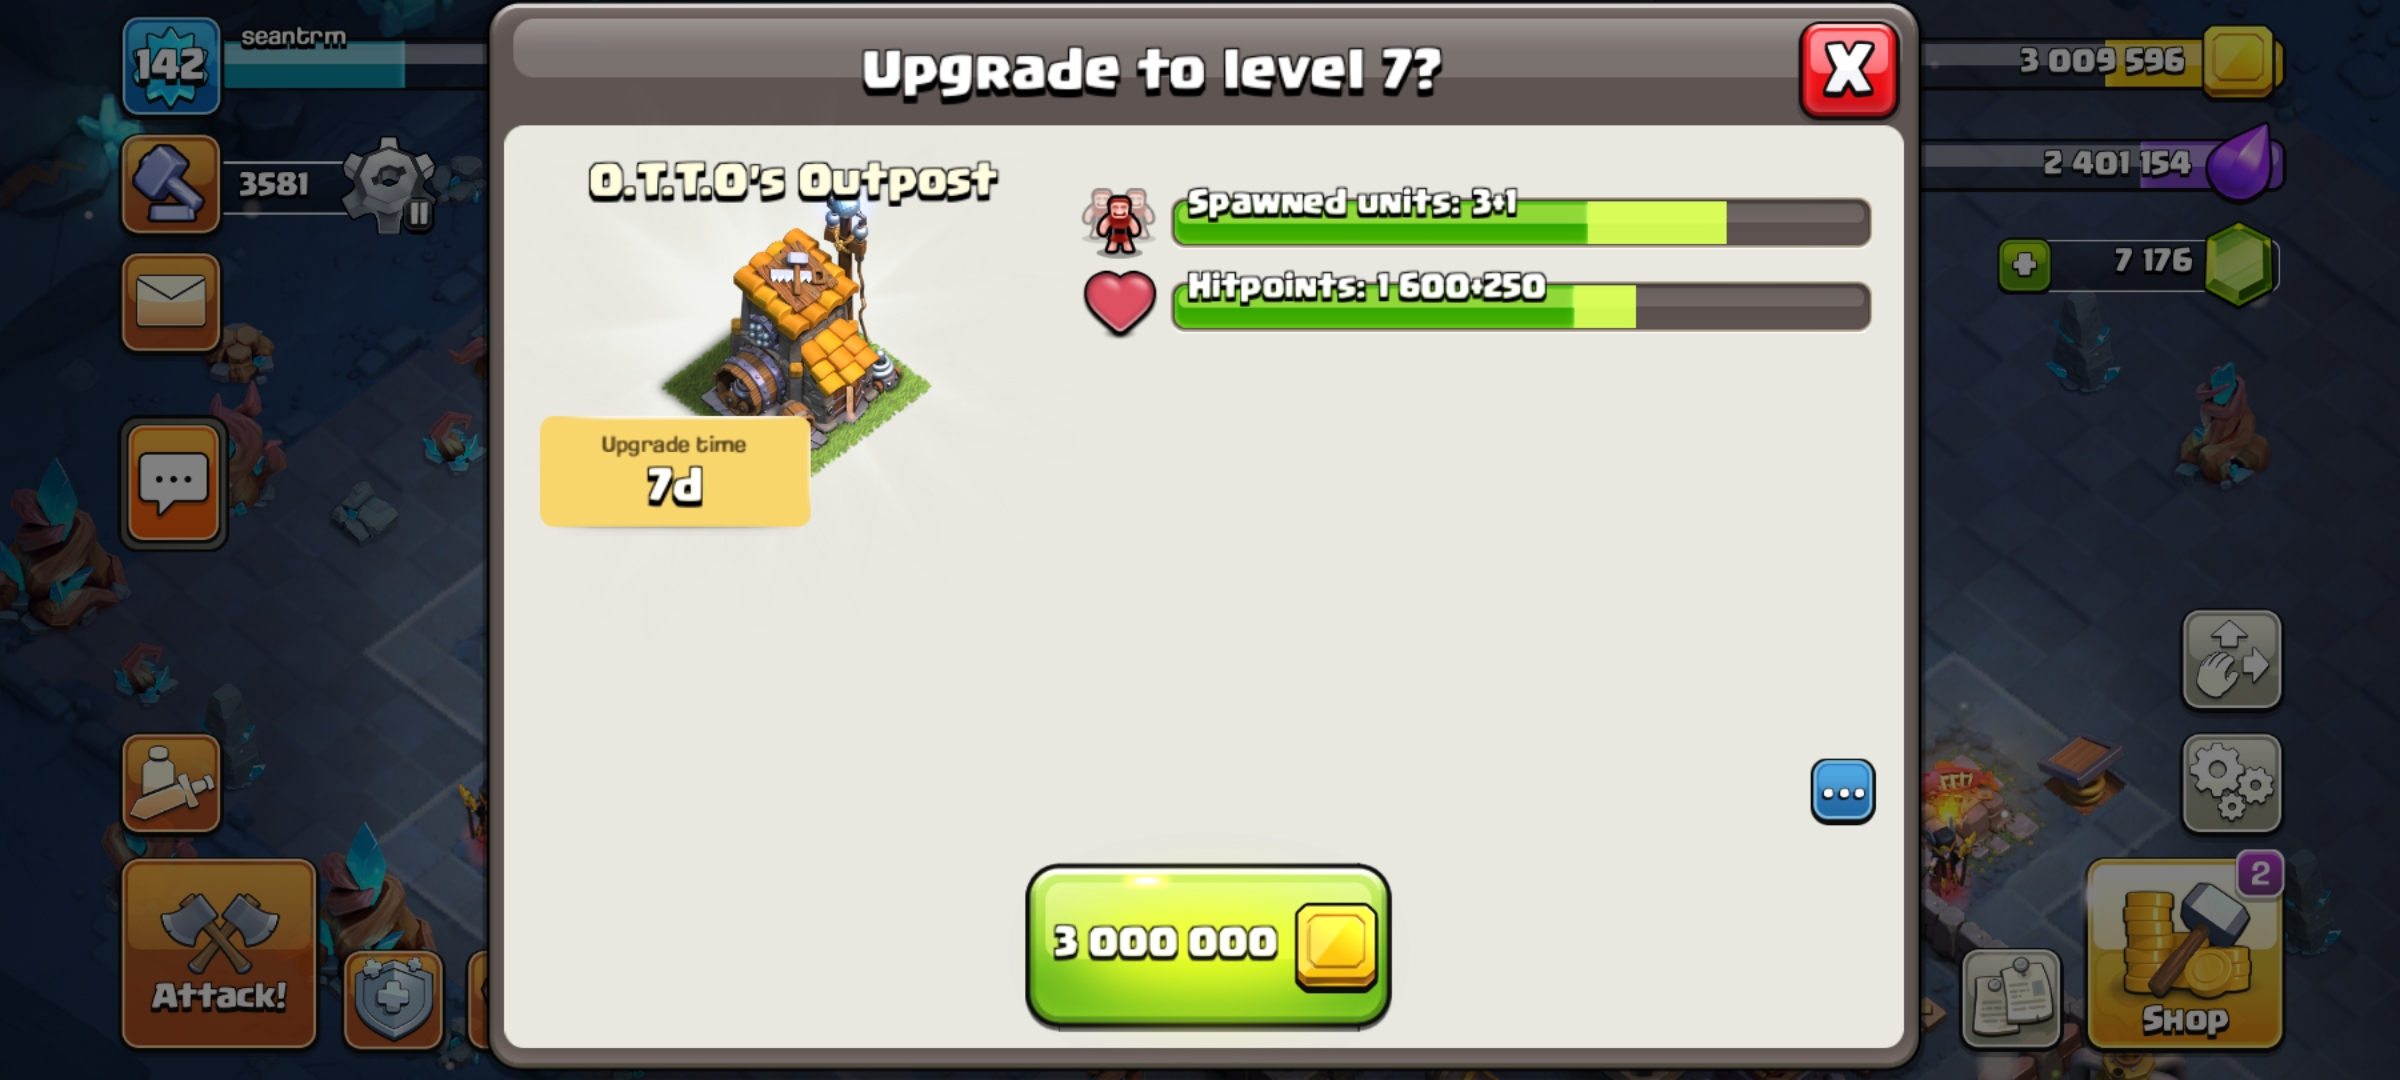 Upgrade to level 7?
X
142
seantrm
3581
3 009 596
2 401 154
7 176
O.T.T.O's Outpost
Spawned units: 3+1
Hitpoints: 1 600+250
Upgrade time
7d
3 000 000
Attack!
2
Shop